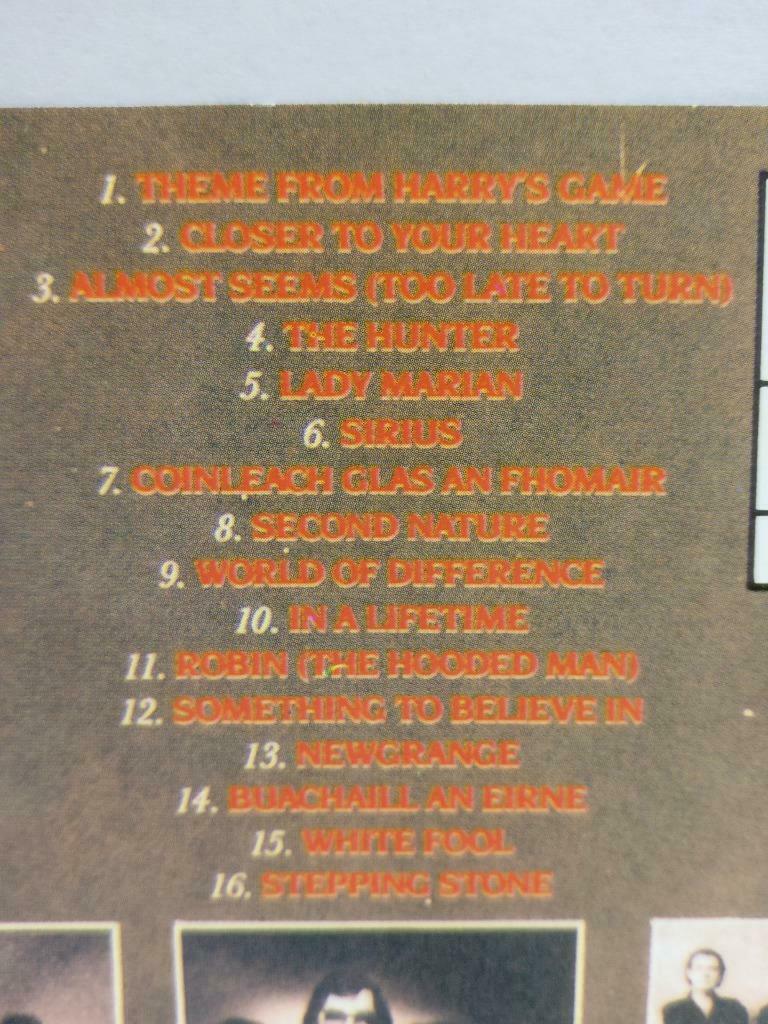 1. THEME FROM HARRY'S GAME
2. CLOSER TO YOUR HEART
3. ALMOST SEEMS (TOO LATE TO TURN)
4. THE HUNTER
5. LADY MARIAN
6. SIRIUS
7. COINLEACH GLAS AN FHOMAIR
8. SECOND NATURE
9. WORLD OF DIFFERENCE
10. IN A LIFETIME
11. ROBIN (THE HOODED MAN)
12. SOMETHING TO BELIEVE IN
13. NEWGRANGE
14. BUACHAILL AN EIRNE
15. WHITE FOOL
16. STEPPING STONE